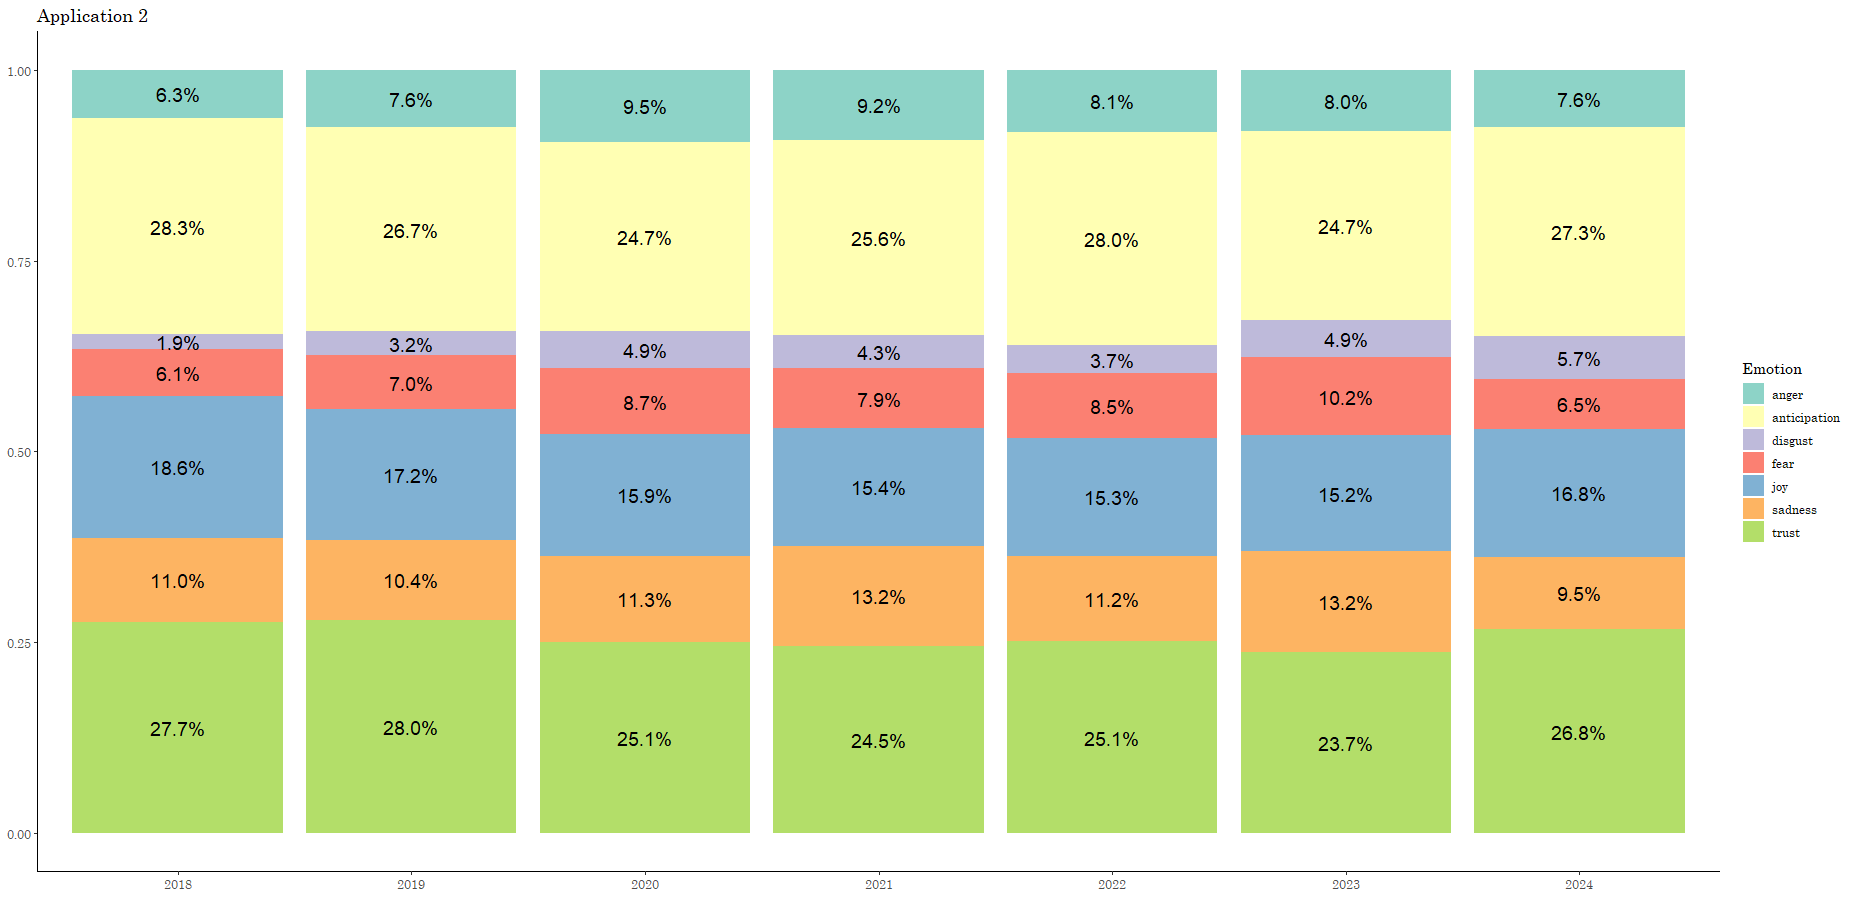 Application 2
1.00
0.75
0.50
0.25
0.00
6.3% 7.6% 9.5% 9.2% 8.1% 8.0% 7.6%
28.3% 26.7% 24.7% 25.6% 28.0% 24.7% 27.3%
1.9% 3.2% 4.9% 4.3% 3.7% 4.9% 5.7%
6.1% 7.0% 8.7% 7.9% 8.5% 10.2% 6.5%
18.6% 17.2% 15.9% 15.4% 15.3% 15.2% 16.8%
11.0% 10.4% 11.3% 13.2% 11.2% 13.2% 9.5%
27.7% 28.0% 25.1% 24.5% 25.1% 23.7% 26.8%
2018 2019 2020 2021 2022 2023 2024
Emotion
anger
anticipation
disgust
fear
joy
sadness
trust